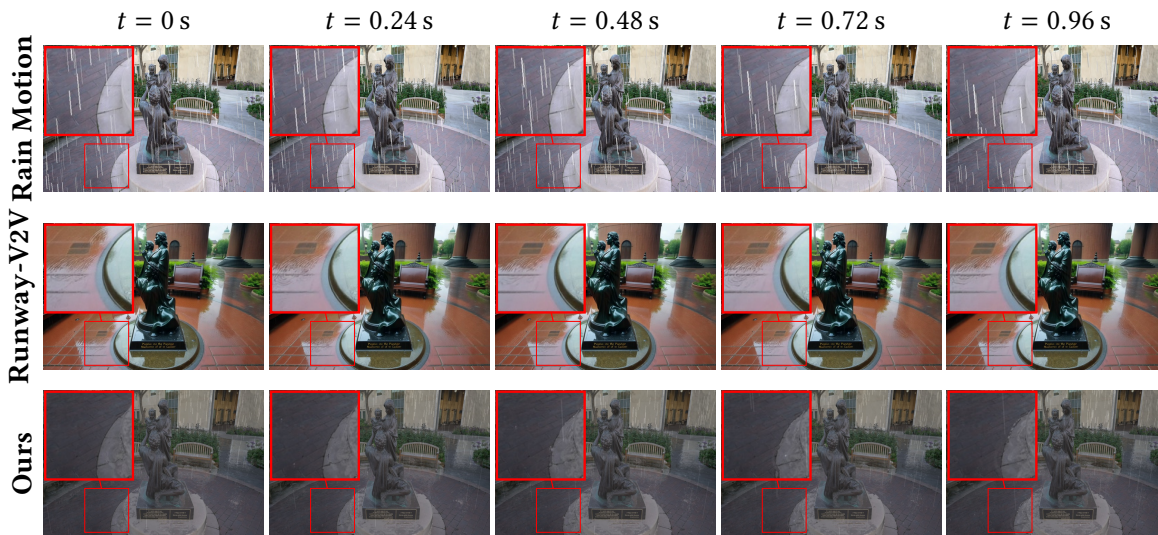 t = 0 s
t = 0.24 s
t = 0.48 s
t = 0.72 s
t = 0.96 s
Rain Motion
Runway-V2V
Ours